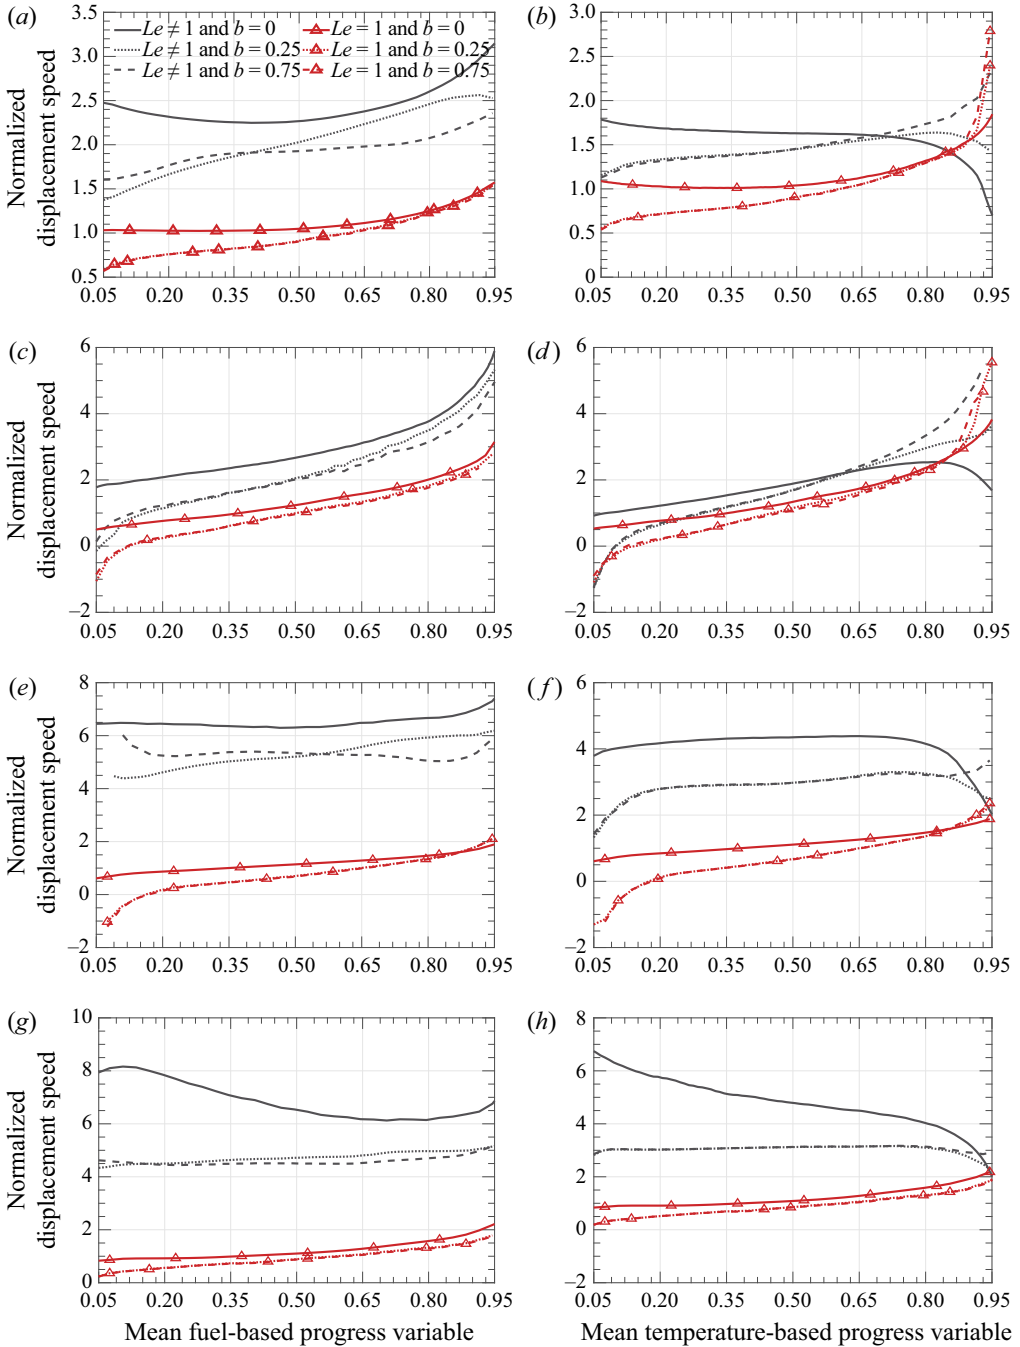 (a)
3.5
3.0
2.5
2.0
1.5
1.0
0.5
0.05 0.20 0.35 0.50 0.65 0.80 0.95
Normalized
displacement speed
Le ≠ 1 and b = 0
Le ≠ 1 and b = 0.25
Le ≠ 1 and b = 0.75
Le = 1 and b = 0
Le = 1 and b = 0.25
Le = 1 and b = 0.75
(b)
3.0
2.5
2.0
1.5
1.0
0.5
0
0.05 0.20 0.35 0.50 0.65 0.80 0.95
(c)
6
4
2
0
−2
0.05 0.20 0.35 0.50 0.65 0.80 0.95
Normalized
displacement speed
(d)
6
4
2
0
−2
0.05 0.20 0.35 0.50 0.65 0.80 0.95
(e)
8
6
4
2
0
−2
0.05 0.20 0.35 0.50 0.65 0.80 0.95
Normalized
displacement speed
(f)
6
4
2
0
−2
0.05 0.20 0.35 0.50 0.65 0.80 0.95
(g)
10
8
6
4
2
0
0.05 0.20 0.35 0.50 0.65 0.80 0.95
Normalized
displacement speed
Mean fuel-based progress variable
(h)
8
6
4
2
0
−2
0.05 0.20 0.35 0.50 0.65 0.80 0.95
Mean temperature-based progress variable